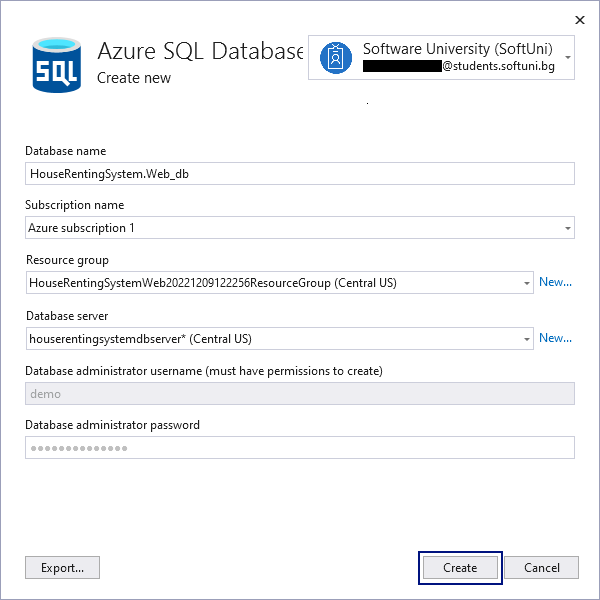 SQL
Azure SQL Database
Create new
Software University (SoftUni)
@students.softuni.bg
Database name
HouseRentingSystem.Web_db
Subscription name
Azure subscription 1
Resource group
HouseRentingSystemWeb20221209122256ResourceGroup (Central US)
New...
Database server
houserentingsystemdbserver* (Central US)
New...
Database administrator username (must have permissions to create)
demo
Database administrator password
Export...
Create
Cancel